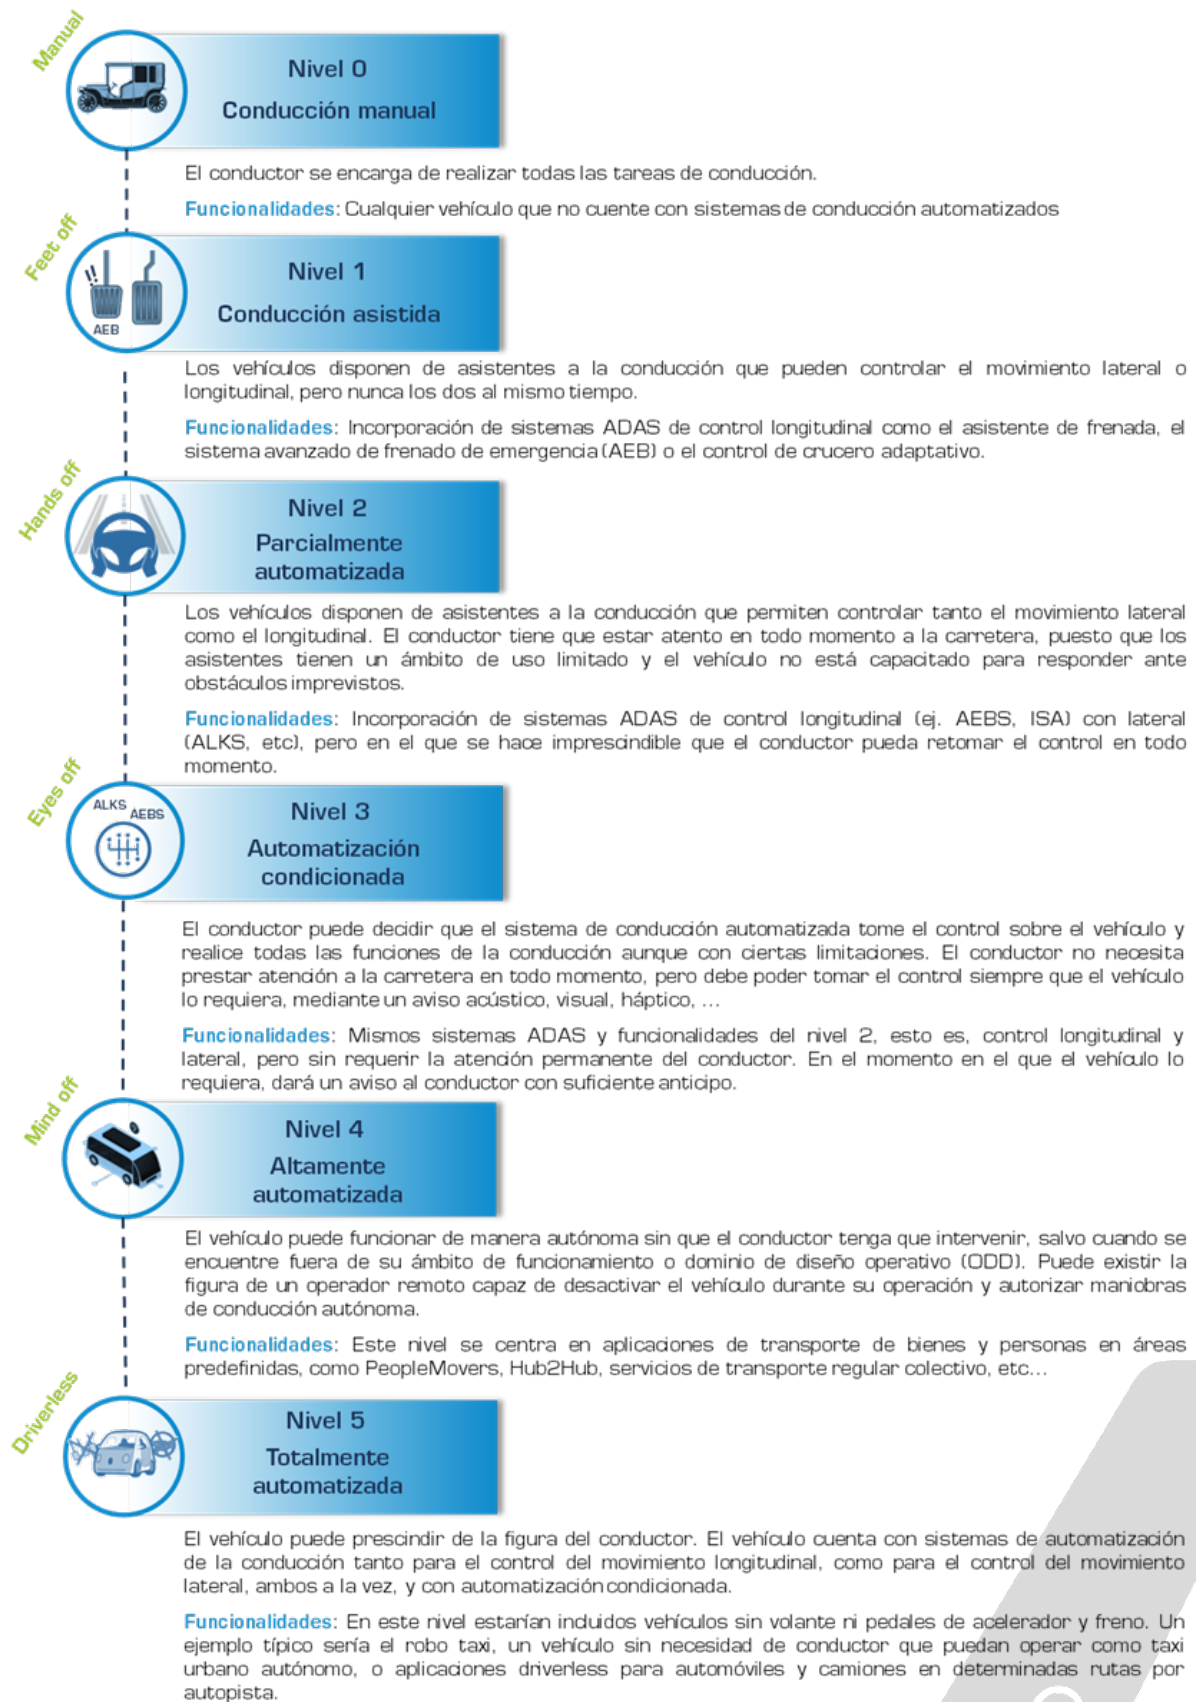 Manual
Nivel 0
Conducción manual
El conductor se encarga de realizar todas las tareas de conducción.
Funcionalidades: Cualquier vehículo que no cuente con sistemas de conducción automatizados
Feet off
AEB
Nivel 1
Conducción asistida
Los vehículos disponen de asistentes a la conducción que pueden controlar el movimiento lateral o
longitudinal, pero nunca los dos al mismo tiempo.
Funcionalidades: Incorporación de sistemas ADAS de control longitudinal como el asistente de frenada, el
sistema avanzado de frenado de emergencia (AEB) o el control de crucero adaptativo.
Hands off
Nivel 2
Parcialmente
automatizada
Los vehículos disponen de asistentes a la conducción que permiten controlar tanto el movimiento lateral
como el longitudinal. El conductor tiene que estar atento en todo momento a la carretera, puesto que los
asistentes tienen un ámbito de uso limitado y el vehículo no está capacitado para responder ante
obstáculos imprevistos.
Funcionalidades: Incorporación de sistemas ADAS de control longitudinal (ej. AEBS, ISA) con lateral
(ALKS, etc), pero en el que se hace imprescindible que el conductor pueda retomar el control en todo
momento.
Eyes off
ALKS
AEBS
Nivel 3
Automatización
condicionada
El conductor puede decidir que el sistema de conducción automatizada tome el control sobre el vehículo y
realice todas las funciones de la conducción aunque con ciertas limitaciones. El conductor no necesita
prestar atención a la carretera en todo momento, pero debe poder tomar el control siempre que el vehículo
lo requiera, mediante un aviso acústico, visual, háptico, ...
Funcionalidades: Mismos sistemas ADAS y funcionalidades del nivel 2, esto es, control longitudinal y
lateral, pero sin requerir la atención permanente del conductor. En el momento en el que el vehículo lo
requiera, dará un aviso al conductor con suficiente anticipo.
Mind off
Nivel 4
Altamente
automatizada
El vehículo puede funcionar de manera autónoma sin que el conductor tenga que intervenir, salvo cuando se
encuentre fuera de su ámbito de funcionamiento o dominio de diseño operativo (ODD). Puede existir la
figura de un operador remoto capaz de desactivar el vehículo durante su operación y autorizar maniobras
de conducción autónoma.
Funcionalidades: Este nivel se centra en aplicaciones de transporte de bienes y personas en áreas
predefinidas, como PeopleMovers, Hub2Hub, servicios de transporte regular colectivo, etc...
Driverless
Nivel 5
Totalmente
automatizada
El vehículo puede prescindir de la figura del conductor. El vehículo cuenta con sistemas de automatización
de la conducción tanto para el control del movimiento longitudinal, como para el control del movimiento
lateral, ambos a la vez, y con automatización condicionada.
Funcionalidades: En este nivel estarían incluidos vehículos sin volante ni pedales de acelerador y freno. Un
ejemplo típico sería el robo taxi, un vehículo sin necesidad de conductor que puedan operar como taxi
urbano autónomo, o aplicaciones driverless para automóviles y camiones en determinadas rutas por
autopista.